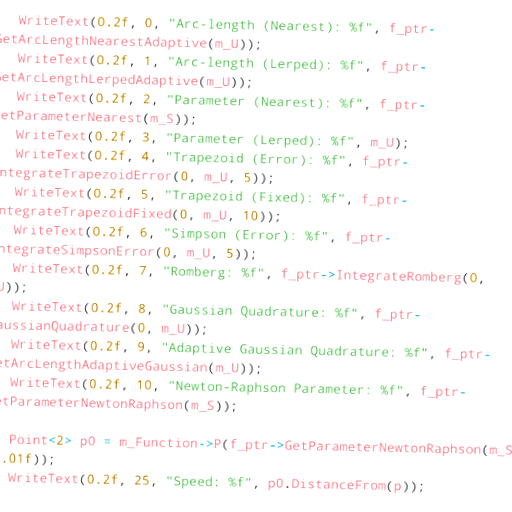 WriteText(0.2f, 0, "Arc-length (Nearest): %f", f_ptr-
GetArcLengthNearestAdaptive(m_U));
WriteText(0.2f, 1, "Arc-length (Lerped): %f", f_ptr-
GetArcLengthLerpedAdaptive(m_U));
WriteText(0.2f, 2, "Parameter (Nearest): %f", f_ptr-
etParameterNearest(m_S));
WriteText(0.2f, 3, "Parameter (Lerped): %f", m_U);
WriteText(0.2f, 4, "Trapezoid (Error): %f", f_ptr-
IntegrateTrapezoidError(0, m_U, 5));
WriteText(0.2f, 5, "Trapezoid (Fixed): %f", f_ptr-
ntegrateTrapezoidFixed(0, m_U, 10));
WriteText(0.2f, 6, "Simpson (Error): %f", f_ptr-
ntegrateSimpsonError(0, m_U, 5));
WriteText(0.2f, 7, "Romberg: %f", f_ptr->IntegrateRomberg(0,
U));
WriteText(0.2f, 8, "Gaussian Quadrature: %f", f_ptr-
aussianQuadrature(0, m_U));
WriteText(0.2f, 9, "Adaptive Gaussian Quadrature: %f", f_ptr-
etArcLengthAdaptiveGaussian(m_U));
WriteText(0.2f, 10, "Newton-Raphson Parameter: %f", f_ptr-
etParameterNewtonRaphson(m_S));
Point<2> p0 = m_Function->P(f_ptr->GetParameterNewtonRaphson(m_S
.01f));
WriteText(0.2f, 25, "Speed: %f", p0.DistanceFrom(p));